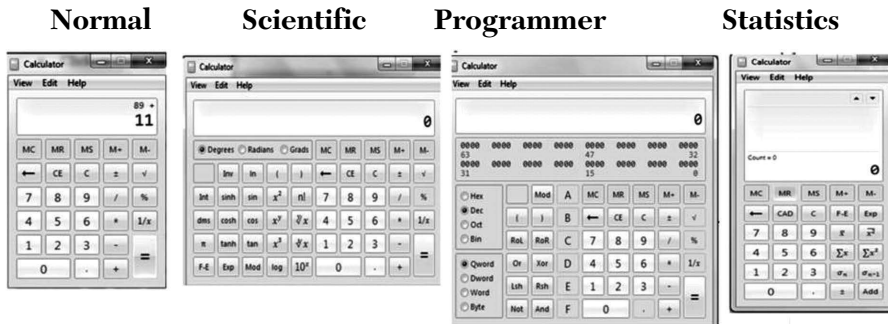 Normal Scientific Programmer Statistics
Calculator
View Edit Help
89 +
11
MC MR MS M+ M-
← CE C ± √
7 8 9 / %
4 5 6 * 1/x
1 2 3 - =
0 . +
Calculator
View Edit Help
0
Degrees Radians Grads MC MR MS M+ M-
Inv ln ( ) ← CE C ± √
Int sinh sin x² n! 7 8 9 / %
dms cosh cos xʸ ʸ√x 4 5 6 * 1/x
π tanh tan x³ ³√x 1 2 3 - =
F-E Exp Mod log 10ˣ 0 . +
Calculator
View Edit Help
0
0000 0000 0000 0000 0000 0000 0000 0000
63 47 32
0000 0000 0000 0000 0000 0000 0000 0000
31 15 0
Hex Mod A MC MR MS M+ M-
Dec ( ) B ← CE C ± √
Oct
Bin RoL RoR C 7 8 9 / %
Qword Or Xor D 4 5 6 * 1/x
Dword
Word Lsh Rsh E 1 2 3 - =
Byte Not And F 0 . +
Calculator
View Edit Help
Count = 0
0
MC MR MS M+ M-
← CAD C F-E Exp
7 8 9 x̄ x̄²
4 5 6 Σx Σx²
1 2 3 σₙ σₙ₋₁
0 . ± Add